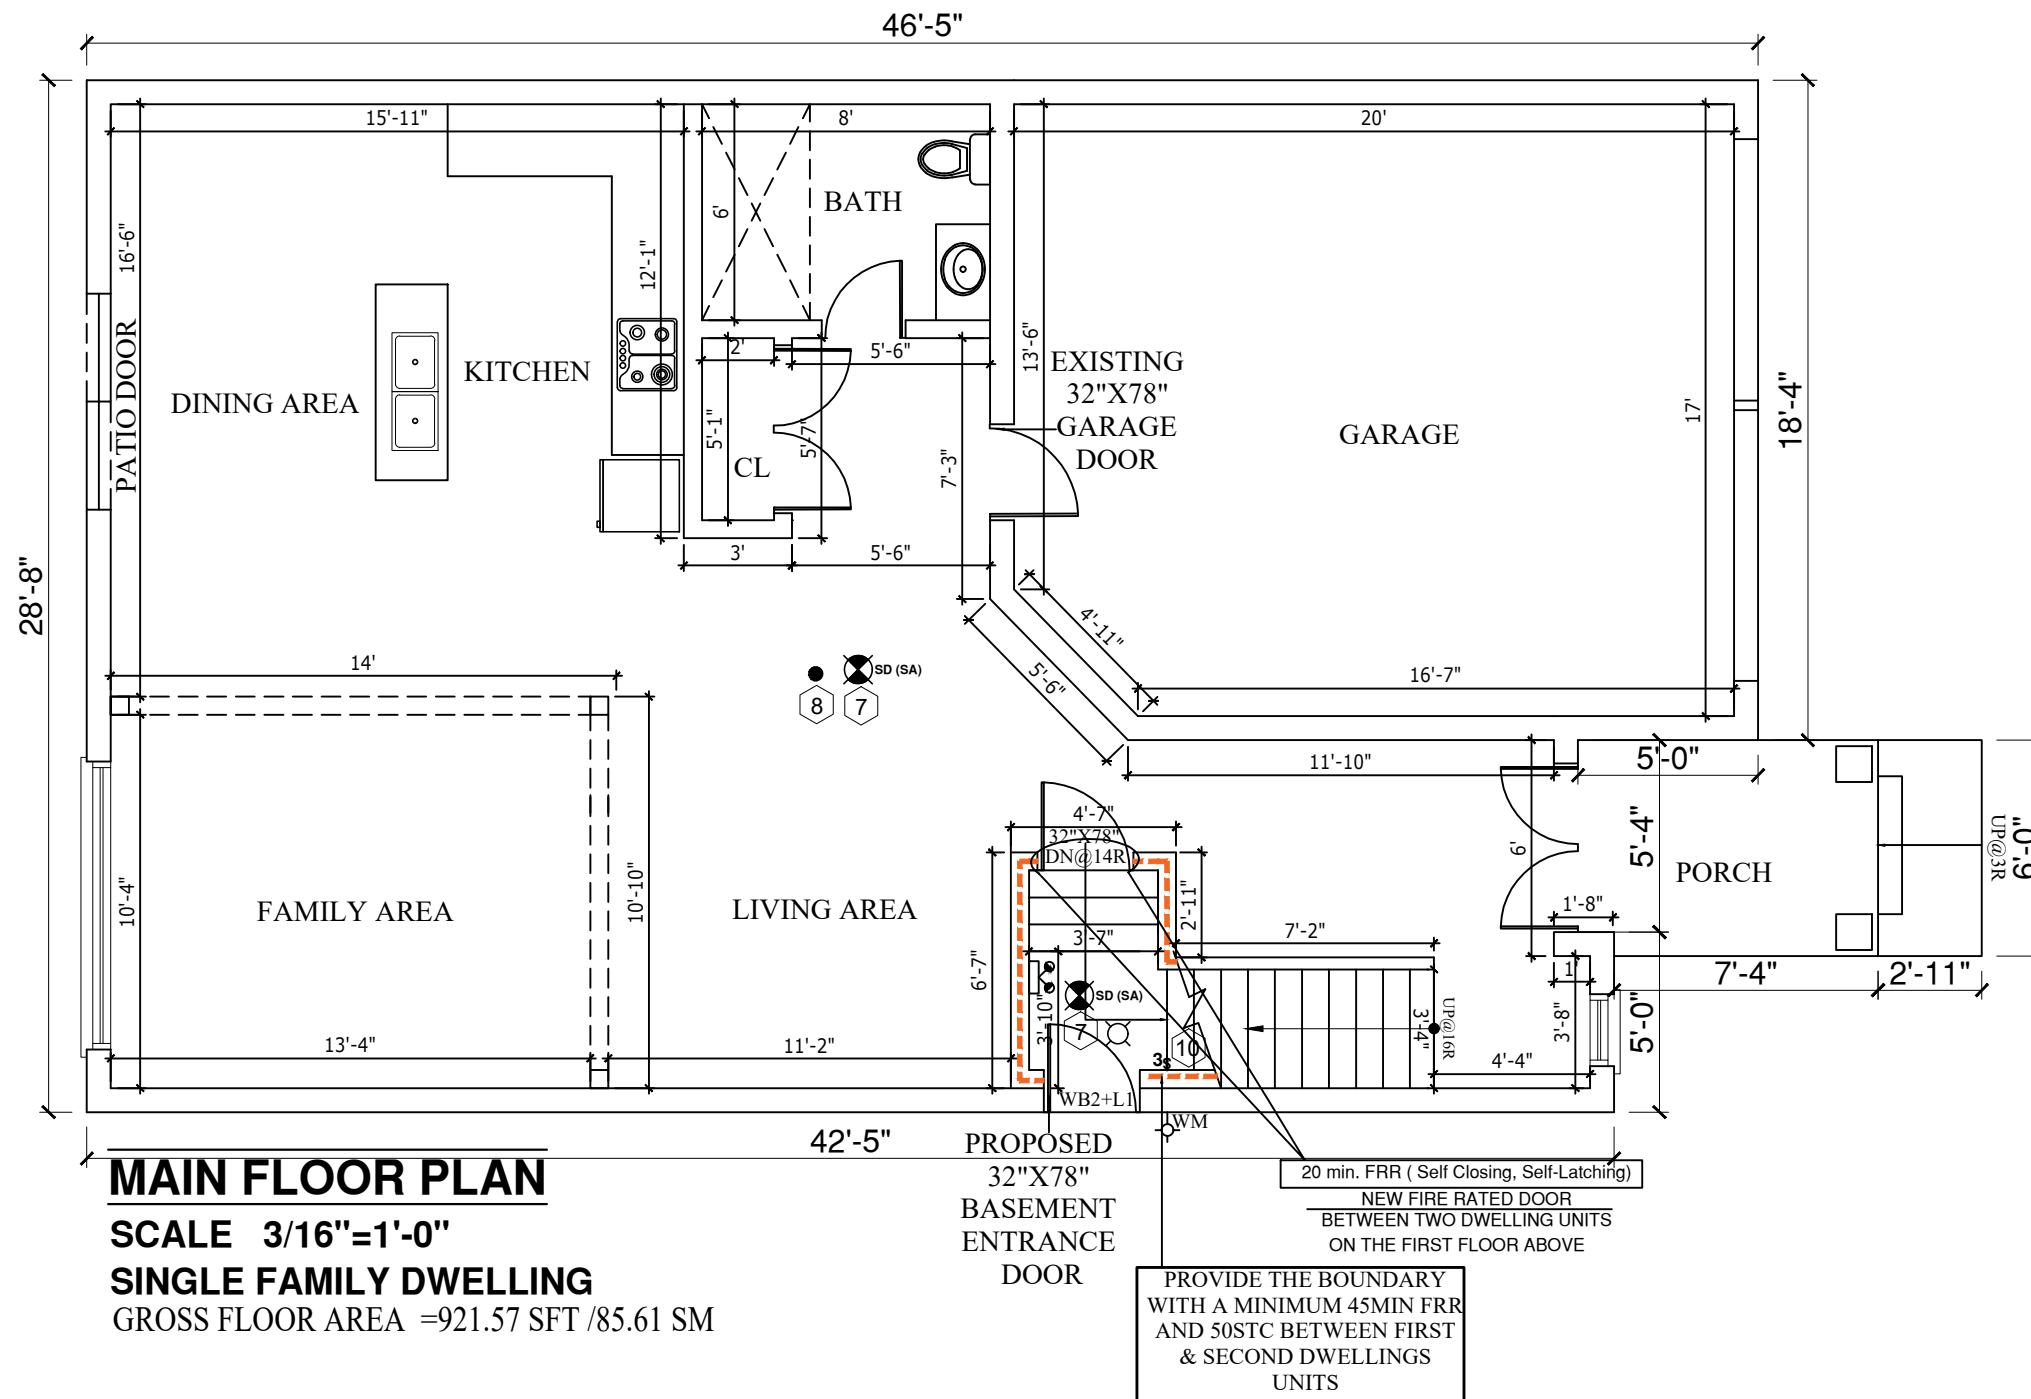 46'-5"
15'-11"
8'
20'
16'-6"
12'-1"
6'
BATH
13'-6"
17'
18'-4"
28'-8"
PATIO DOOR
DINING AREA
KITCHEN
2'
5'-6"
EXISTING
32"X78"
GARAGE
DOOR
GARAGE
5'-1"
5'-7"
CL
7'-3"
3'
5'-6"
4'-11"
5'-6"
16'-7"
14'
SD (SA)
8
7
11'-10"
5'-0"
6'
5'-4"
PORCH
UP@3R
6'-0"
4'-7"
32"X78"
DN@14R
10'-4"
FAMILY AREA
10'-10"
LIVING AREA
2'-11"
1'-8"
7'-2"
3'-7"
6'-7"
1'
7'-4"
2'-11"
SD (SA)
3'-10"
7
10
3s
3'-4"
UP@16R
3'-8"
5'-0"
4'-4"
13'-4"
11'-2"
WB2+L1
WM
42'-5"
PROPOSED
32"X78"
BASEMENT
ENTRANCE
DOOR
20 min. FRR ( Self Closing, Self-Latching)
NEW FIRE RATED DOOR
BETWEEN TWO DWELLING UNITS
ON THE FIRST FLOOR ABOVE
PROVIDE THE BOUNDARY
WITH A MINIMUM 45MIN FRR
AND 50STC BETWEEN FIRST
& SECOND DWELLINGS
UNITS
MAIN FLOOR PLAN
SCALE 3/16"=1'-0"
SINGLE FAMILY DWELLING
GROSS FLOOR AREA =921.57 SFT /85.61 SM